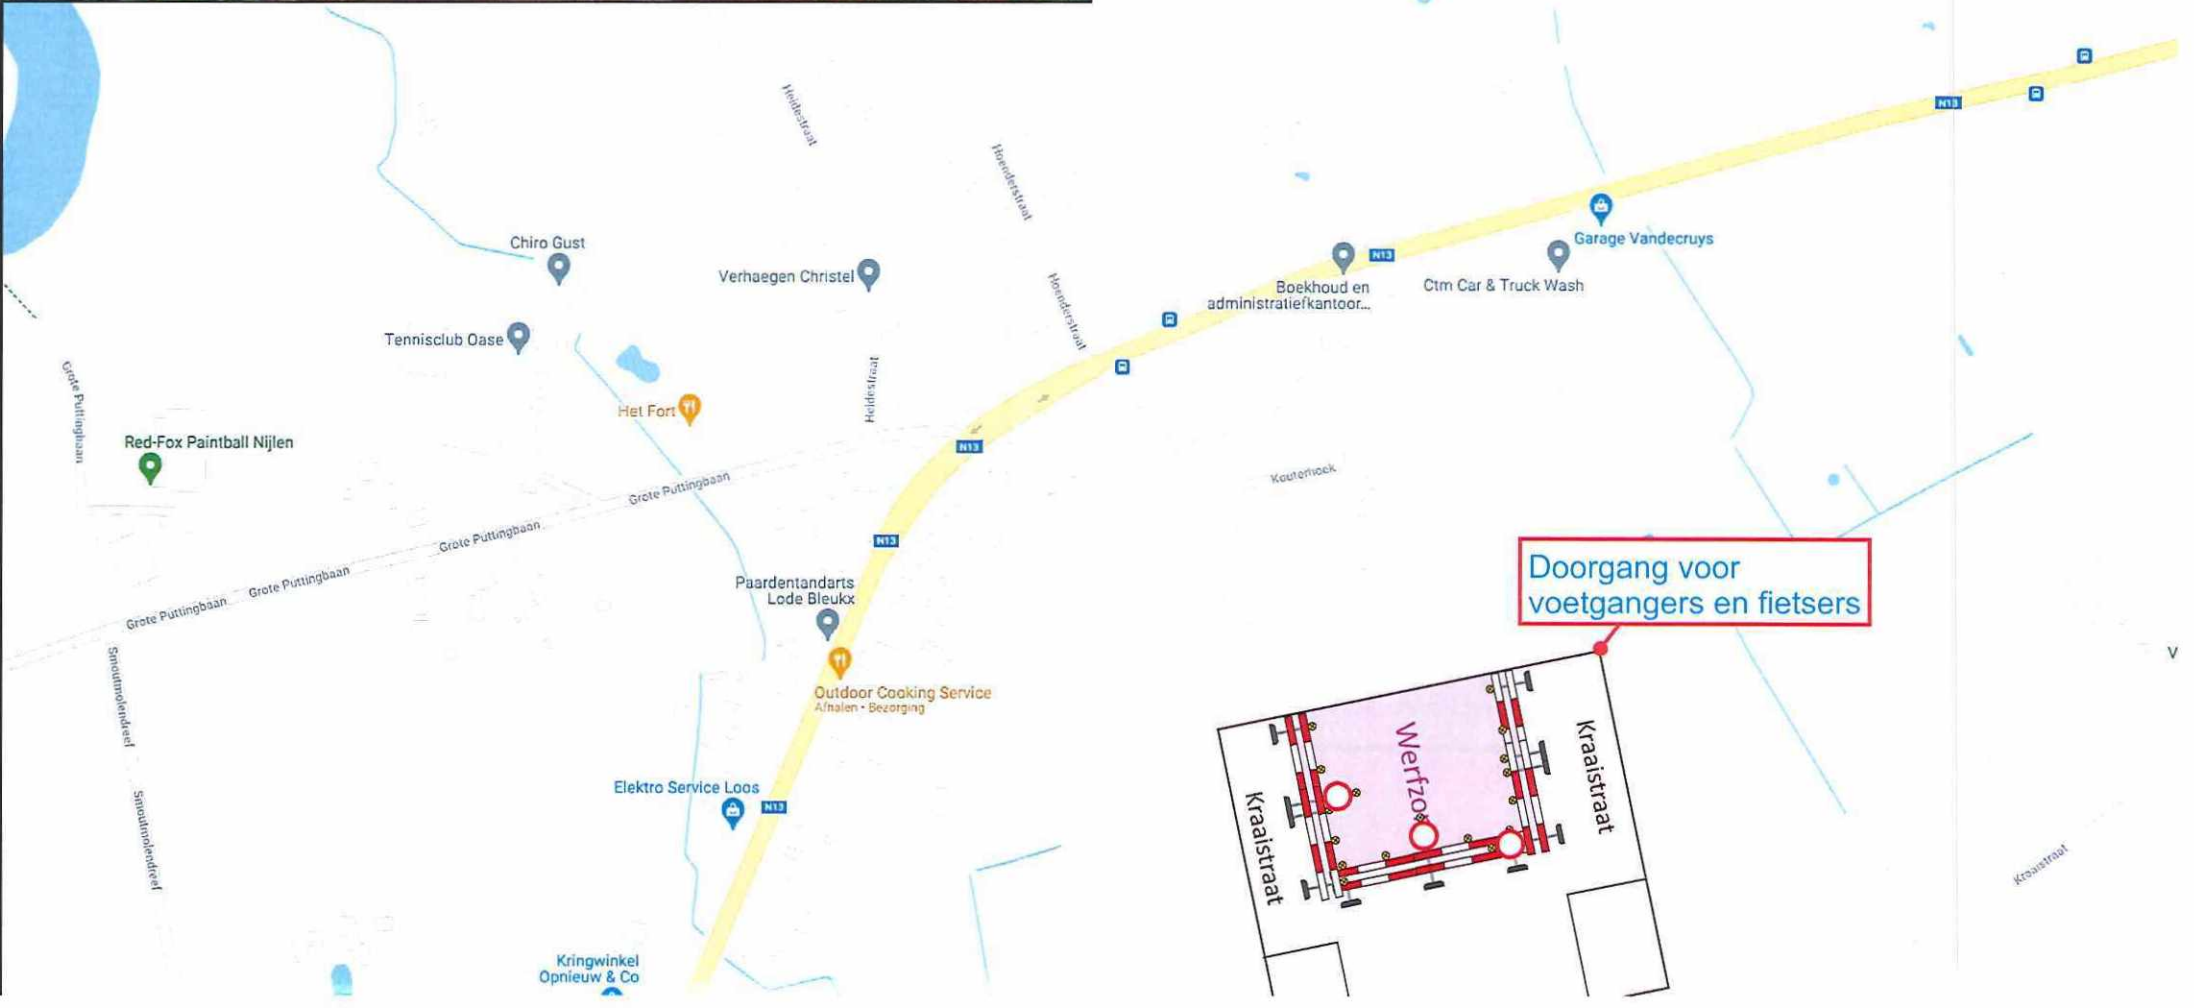 N13
Heidestraat
Hoenderstraat
Garage Vandecruys
Chiro Gust
Verhaegen Christel
N13
Boekhoud en
administratiefkantoor...
Ctm Car & Truck Wash
Hoenderstraat
Tennisclub Oase
Grote Puttingbaan
Heidestraat
Het Fort
Red-Fox Paintball Nijlen
N13
Kouterhoek
Grote Puttingbaan
Grote Puttingbaan
N13
Grote Puttingbaan
Grote Puttingbaan
Doorgang voor
voetgangers en fietsers
Paardentandarts
Lode Bleukx
Smoutmolendreef
V
Outdoor Cooking Service
Afhalen • Bezorging
Werfzo
Kraaistraat
Kraaistraat
Elektro Service Loos
N13
Smoutmolendreef
Kraaistraat
Kringwinkel
Opnieuw & Co